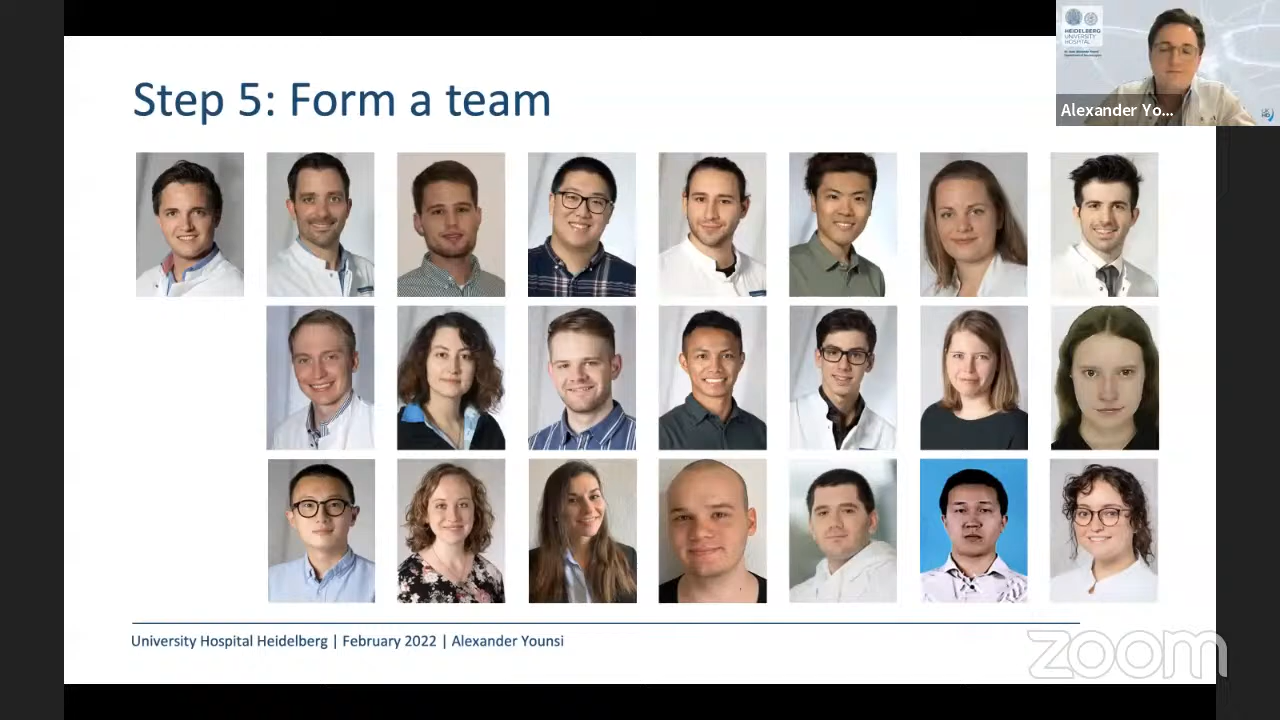 Step 5: Form a team
HEIDELBERG
UNIVERSITY
HOSPITAL
Alexander Yo...
University Hospital Heidelberg | February 2022 | Alexander Younsi
zoom